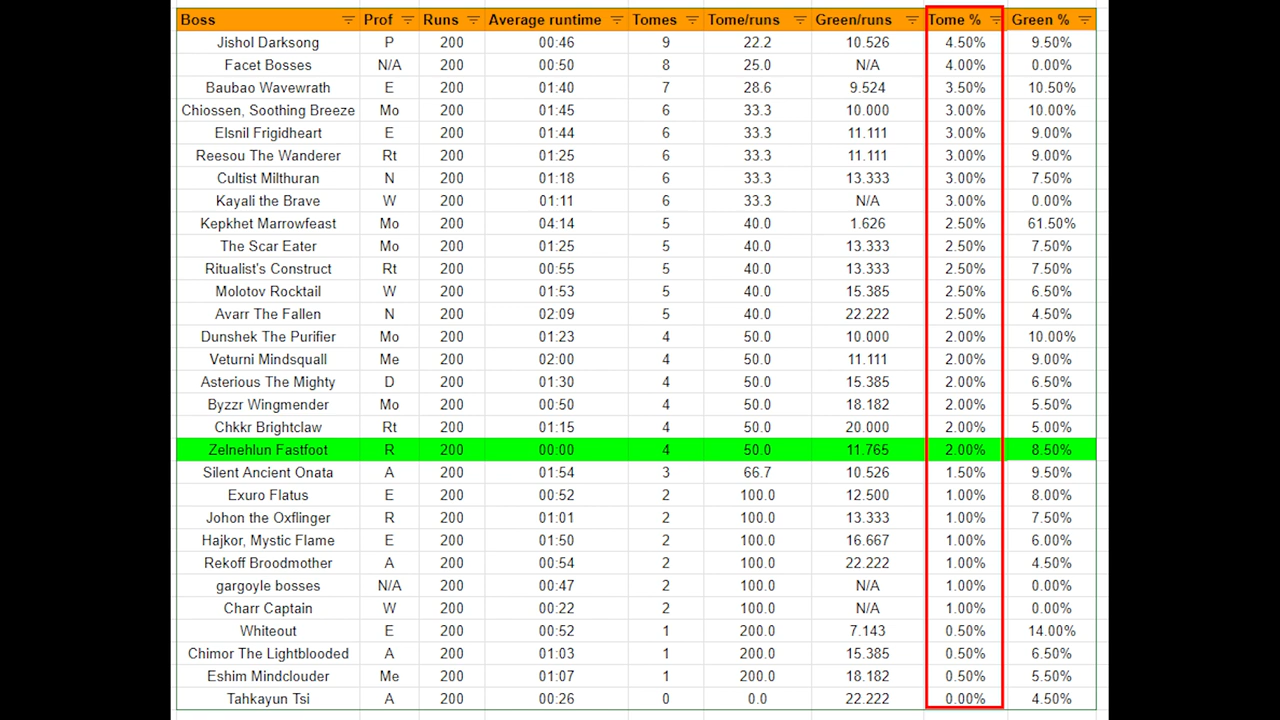 Boss Prof Runs Average runtime Tomes Tome/runs Green/runs Tome % Green %
Jishol Darksong P 200 00:46 9 22.2 10.526 4.50% 9.50%
Facet Bosses N/A 200 00:50 8 25.0 N/A 4.00% 0.00%
Baubao Wavewrath E 200 01:40 7 28.6 9.524 3.50% 10.50%
Chiossen, Soothing Breeze Mo 200 01:45 6 33.3 10.000 3.00% 10.00%
Elsnil Frigidheart E 200 01:44 6 33.3 11.111 3.00% 9.00%
Reesou The Wanderer Rt 200 01:25 6 33.3 11.111 3.00% 9.00%
Cultist Milthuran N 200 01:18 6 33.3 13.333 3.00% 7.50%
Kayali the Brave W 200 01:11 6 33.3 N/A 3.00% 0.00%
Kepkhet Marrowfeast Mo 200 04:14 5 40.0 1.626 2.50% 61.50%
The Scar Eater Mo 200 01:25 5 40.0 13.333 2.50% 7.50%
Ritualist's Construct Rt 200 00:55 5 40.0 13.333 2.50% 7.50%
Molotov Rocktail W 200 01:53 5 40.0 15.385 2.50% 6.50%
Avarr The Fallen N 200 02:09 5 40.0 22.222 2.50% 4.50%
Dunshek The Purifier Mo 200 01:23 4 50.0 10.000 2.00% 10.00%
Veturni Mindsquall Me 200 02:00 4 50.0 11.111 2.00% 9.00%
Asterious The Mighty D 200 01:30 4 50.0 15.385 2.00% 6.50%
Byzzr Wingmender Mo 200 00:50 4 50.0 18.182 2.00% 5.50%
Chkkr Brightclaw Rt 200 01:15 4 50.0 20.000 2.00% 5.00%
Zelnehlun Fastfoot R 200 00:00 4 50.0 11.765 2.00% 8.50%
Silent Ancient Onata A 200 01:54 3 66.7 10.526 1.50% 9.50%
Exuro Flatus E 200 00:52 2 100.0 12.500 1.00% 8.00%
Johon the Oxflinger R 200 01:01 2 100.0 13.333 1.00% 7.50%
Hajkor, Mystic Flame E 200 01:50 2 100.0 16.667 1.00% 6.00%
Rekoff Broodmother A 200 00:54 2 100.0 22.222 1.00% 4.50%
gargoyle bosses N/A 200 00:47 2 100.0 N/A 1.00% 0.00%
Charr Captain W 200 00:22 2 100.0 N/A 1.00% 0.00%
Whiteout E 200 00:52 1 200.0 7.143 0.50% 14.00%
Chimor The Lightblooded A 200 01:03 1 200.0 15.385 0.50% 6.50%
Eshim Mindclouder Me 200 01:07 1 200.0 18.182 0.50% 5.50%
Tahkayun Tsi A 200 00:26 0 0.0 22.222 0.00% 4.50%